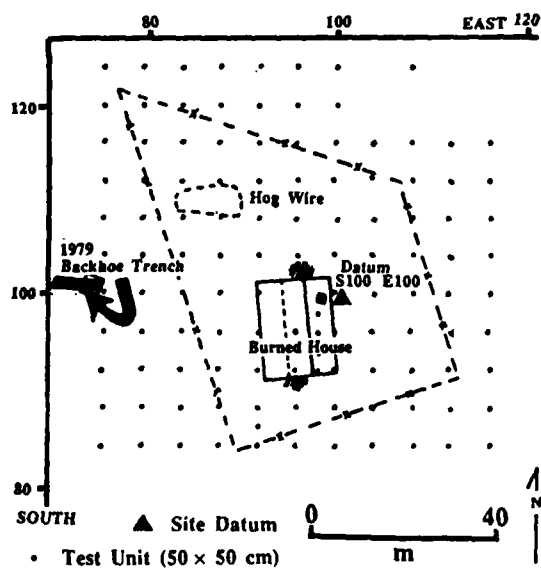 80 100 EAST 120
120
Hog Wire
1979
Backhoe Trench
Datum
S100 E100
100
Burned House
80
SOUTH
N
▲ Site Datum
0 40
m
• Test Unit (50 × 50 cm)